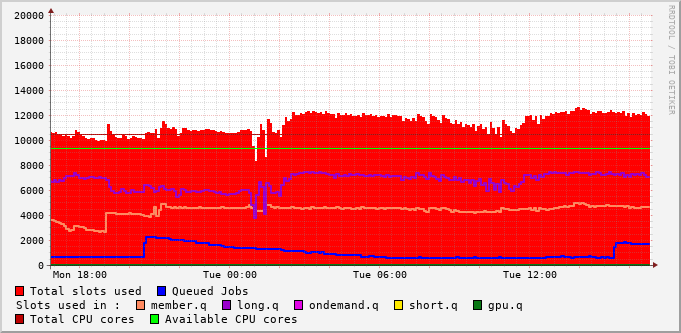 20000
18000
16000
14000
12000
10000
8000
6000
4000
2000
0
Mon 18:00 Tue 00:00 Tue 06:00 Tue 12:00
RRDTOOL / TOBI OETIKER
Total slots used Queued Jobs
Slots used in : member.q long.q ondemand.q short.q gpu.q
Total CPU cores Available CPU cores